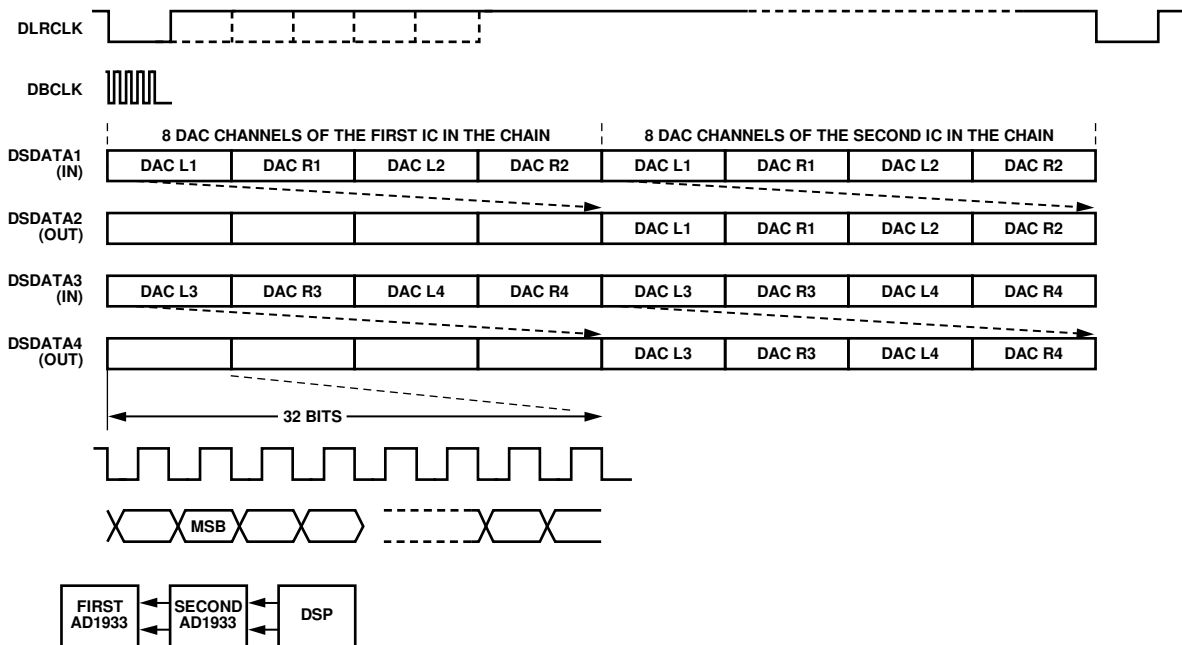 DLRCLK
DBCLK
8 DAC CHANNELS OF THE FIRST IC IN THE CHAIN 8 DAC CHANNELS OF THE SECOND IC IN THE CHAIN
DSDATA1
(IN)
DAC L1 DAC R1 DAC L2 DAC R2 DAC L1 DAC R1 DAC L2 DAC R2
DSDATA2
(OUT)
DAC L1 DAC R1 DAC L2 DAC R2
DSDATA3
(IN)
DAC L3 DAC R3 DAC L4 DAC R4 DAC L3 DAC R3 DAC L4 DAC R4
DSDATA4
(OUT)
DAC L3 DAC R3 DAC L4 DAC R4
32 BITS
MSB
FIRST
AD1933
SECOND
AD1933
DSP